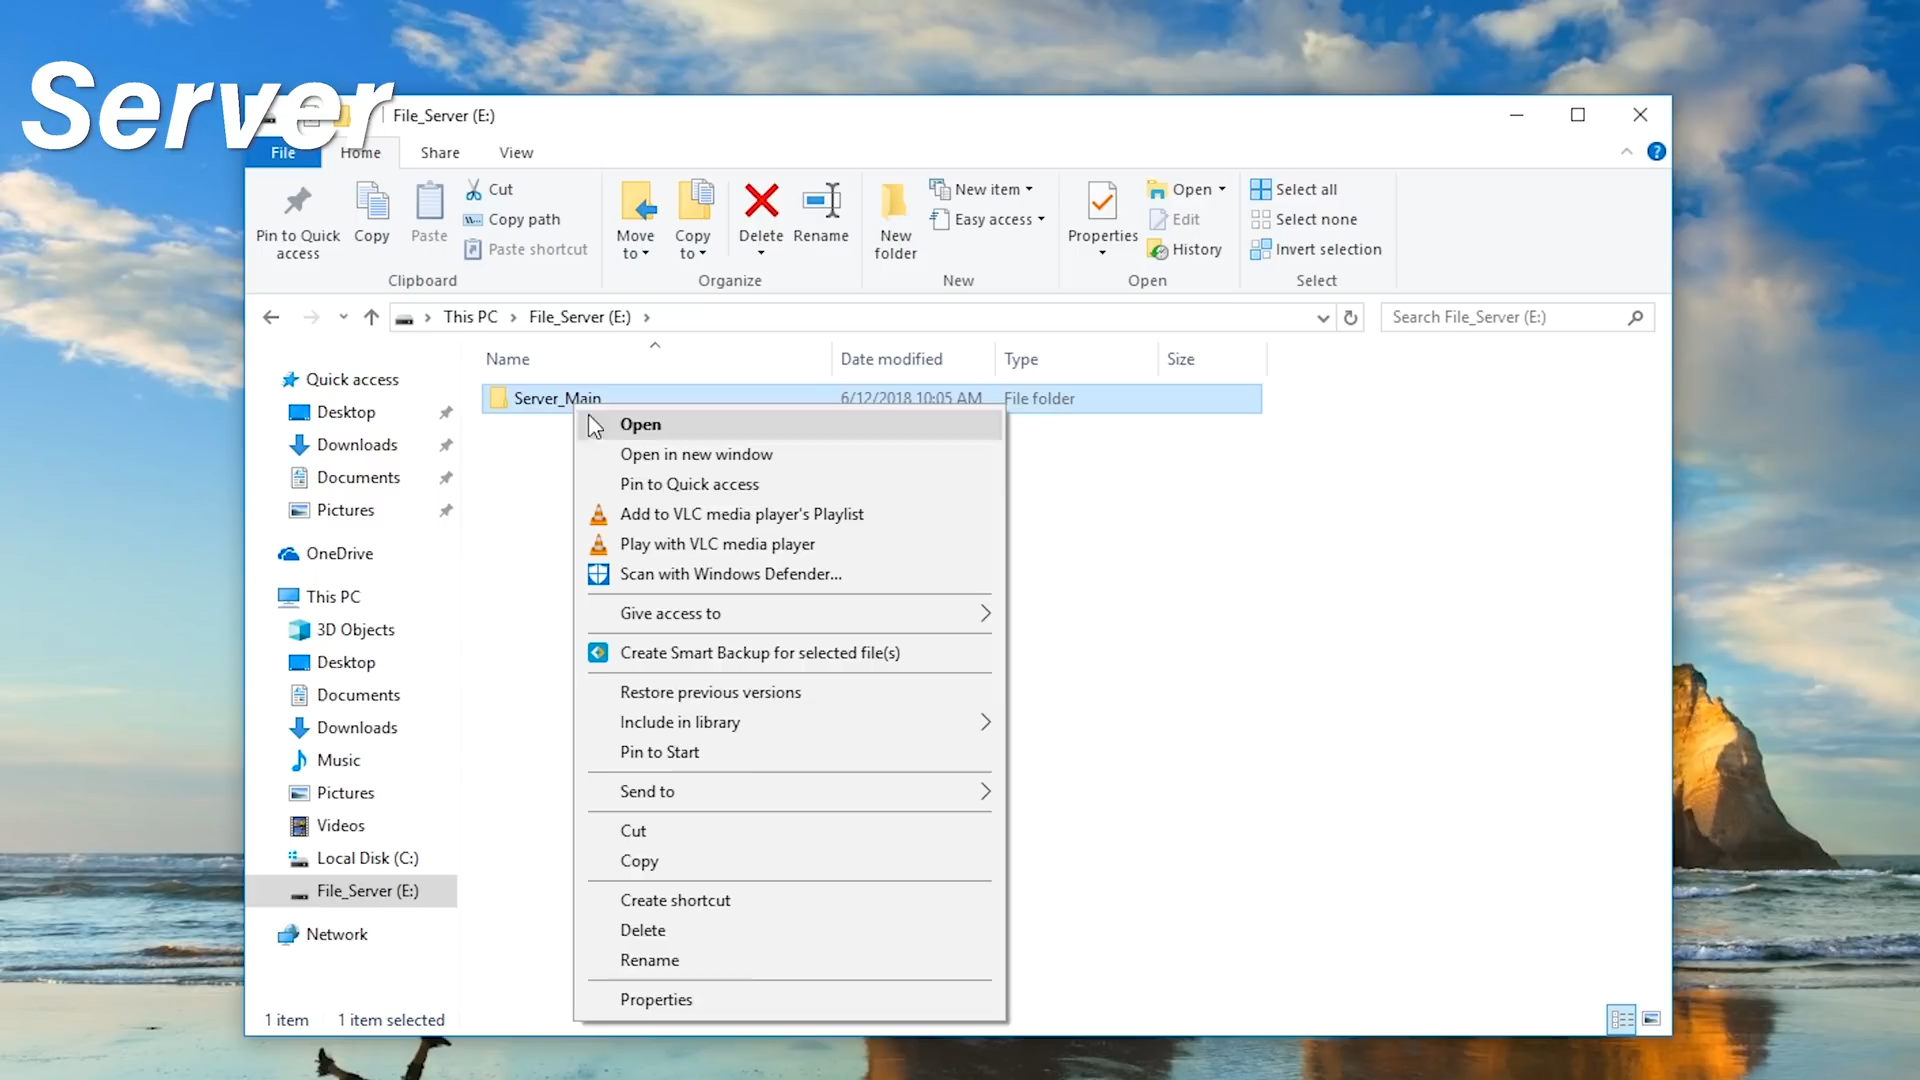 Server
File_Server (E:)
File
Home
Share
View
Pin to Quick access
Copy
Paste
Cut
Copy path
Paste shortcut
Clipboard
Move to
Copy to
Delete
Rename
Organize
New folder
New item
Easy access
New
Properties
Open
Edit
History
Open
Select all
Select none
Invert selection
Select
This PC
File_Server (E:)
Search File_Server (E:)
Name
Date modified
Type
Size
Server_Main
6/12/2018 10:05 AM
File folder
Quick access
Desktop
Downloads
Documents
Pictures
OneDrive
This PC
3D Objects
Desktop
Documents
Downloads
Music
Pictures
Videos
Local Disk (C:)
File_Server (E:)
Network
Open
Open in new window
Pin to Quick access
Add to VLC media player's Playlist
Play with VLC media player
Scan with Windows Defender...
Give access to
Create Smart Backup for selected file(s)
Restore previous versions
Include in library
Pin to Start
Send to
Cut
Copy
Create shortcut
Delete
Rename
Properties
1 item
1 item selected